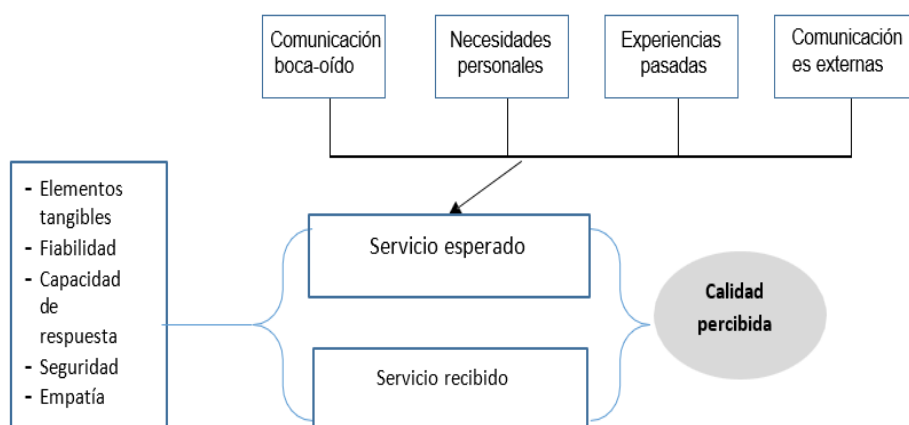 Comunicación
boca-oído
Necesidades
personales
Experiencias
pasadas
Comunicación
es externas
- Elementos
tangibles
- Fiabilidad
- Capacidad
de
respuesta
- Seguridad
- Empatía
Servicio esperado
Servicio recibido
Calidad
percibida